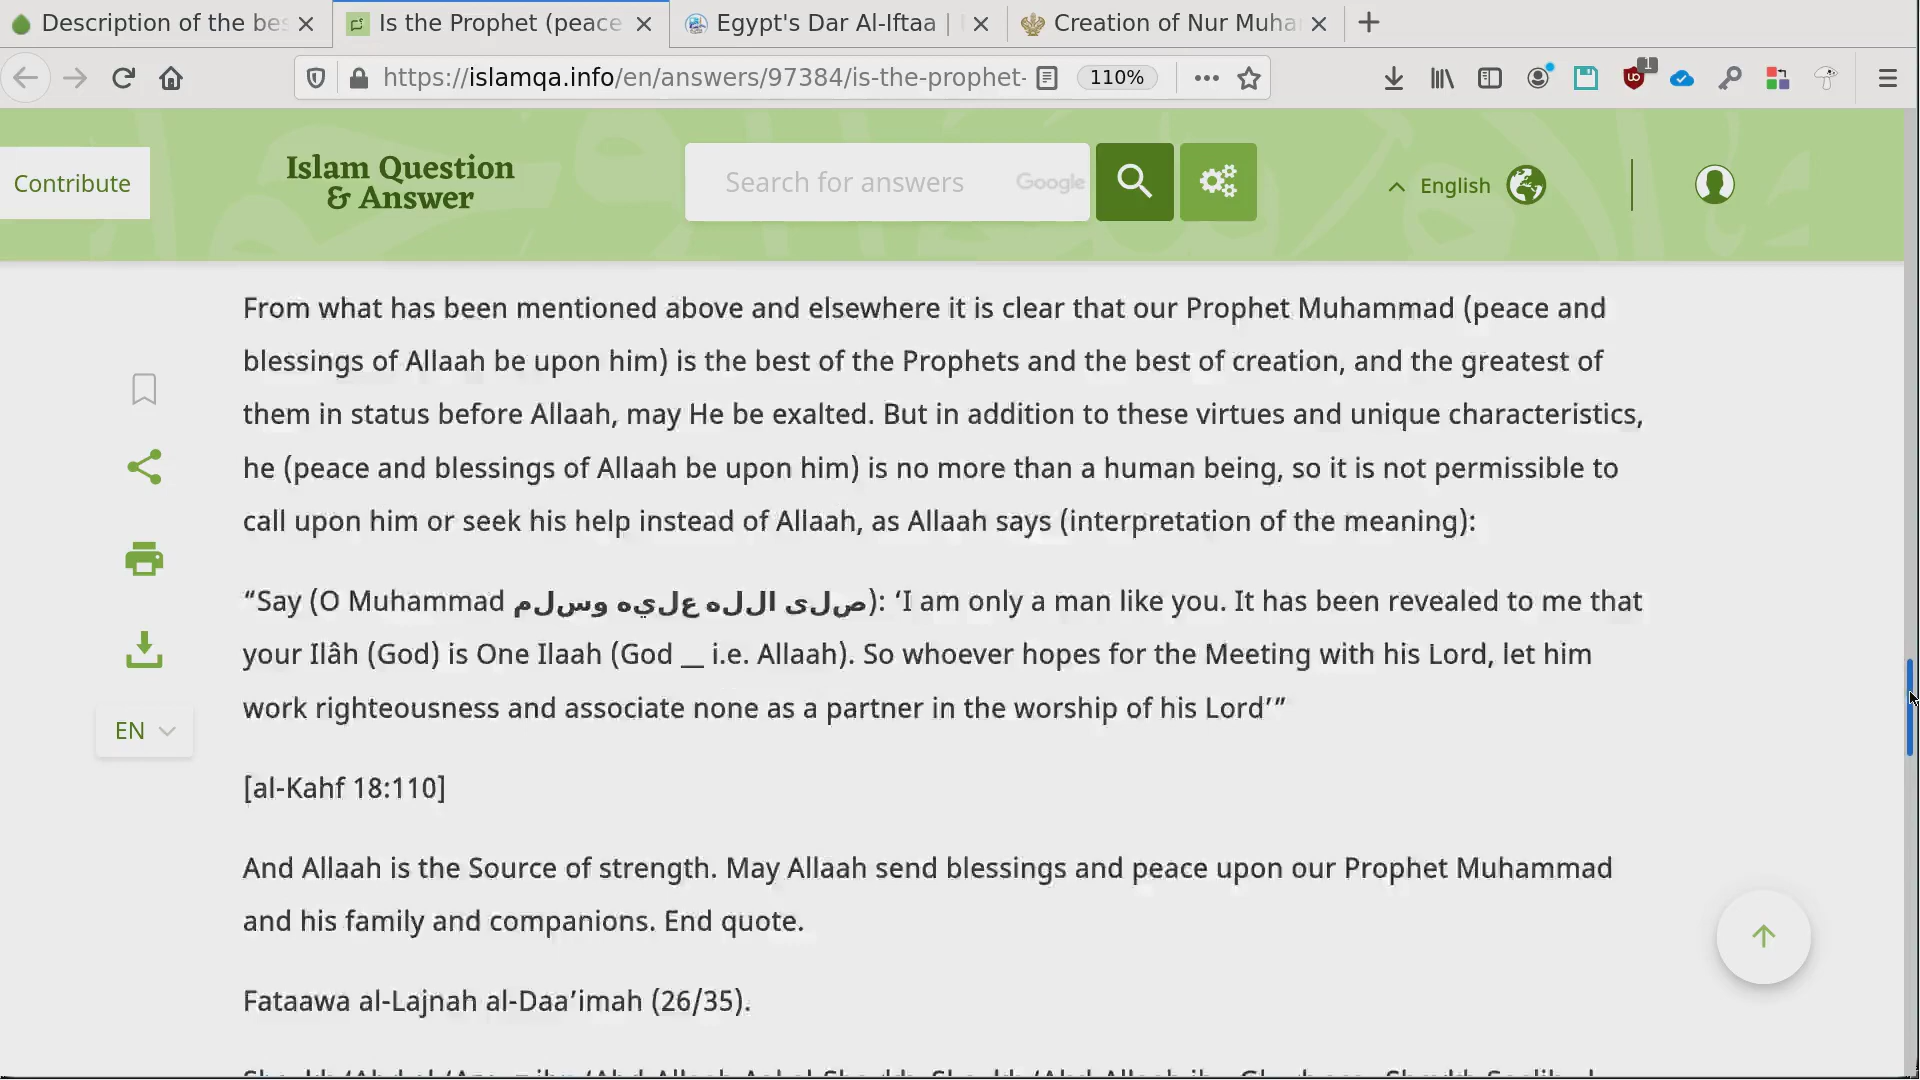 Description of the bes
Is the Prophet (peace
Egypt's Dar Al-Iftaa |
Creation of Nur Muha
https://islamqa.info/en/answers/97384/is-the-prophet-
110%
1
Contribute
Islam Question
& Answer
Search for answers
Google
English
From what has been mentioned above and elsewhere it is clear that our Prophet Muhammad (peace and
blessings of Allaah be upon him) is the best of the Prophets and the best of creation, and the greatest of
them in status before Allaah, may He be exalted. But in addition to these virtues and unique characteristics,
he (peace and blessings of Allaah be upon him) is no more than a human being, so it is not permissible to
call upon him or seek his help instead of Allaah, as Allaah says (interpretation of the meaning):
“Say (O Muhammad صلى الله عليه وسلم): ‘I am only a man like you. It has been revealed to me that
your Ilâh (God) is One Ilaah (God __ i.e. Allaah). So whoever hopes for the Meeting with his Lord, let him
work righteousness and associate none as a partner in the worship of his Lord’”
[al-Kahf 18:110]
And Allaah is the Source of strength. May Allaah send blessings and peace upon our Prophet Muhammad
and his family and companions. End quote.
Fataawa al-Lajnah al-Daa’imah (26/35).
EN